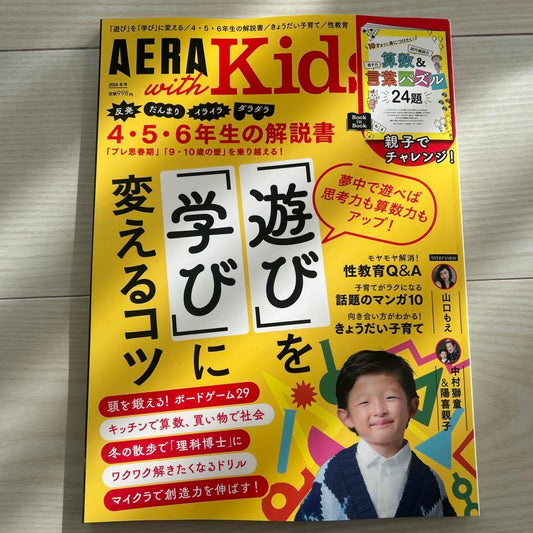 「遊び」を「学び」に変える/4・5・6年生の解説書/きょうだい子育て/性教育
AERA
with
Kids
2024 冬号
定価998円
反発
だんまり
イライラ
ダラダラ
4・5・6年生の解説書
「プレ思春期」「9・10歳の壁」を乗り越える!
算数&
言葉パズル
24題
Book
in
Book
親子で
チャレンジ!
「遊び」を
「学び」に
変えるコツ
夢中で遊べば
思考力も算数力も
アップ!
モヤモヤ解消!
性教育Q&A
子育てがラクになる
話題のマンガ10
向き合い方がわかる!
きょうだい子育て
Interview
山口もえ
中村獅童
&陽喜親子
頭を鍛える!ボードゲーム29
キッチンで算数、買い物で社会
冬の散歩で「理科博士」に
ワクワク解きたくなるドリル
マイクラで創造力を伸ばす!